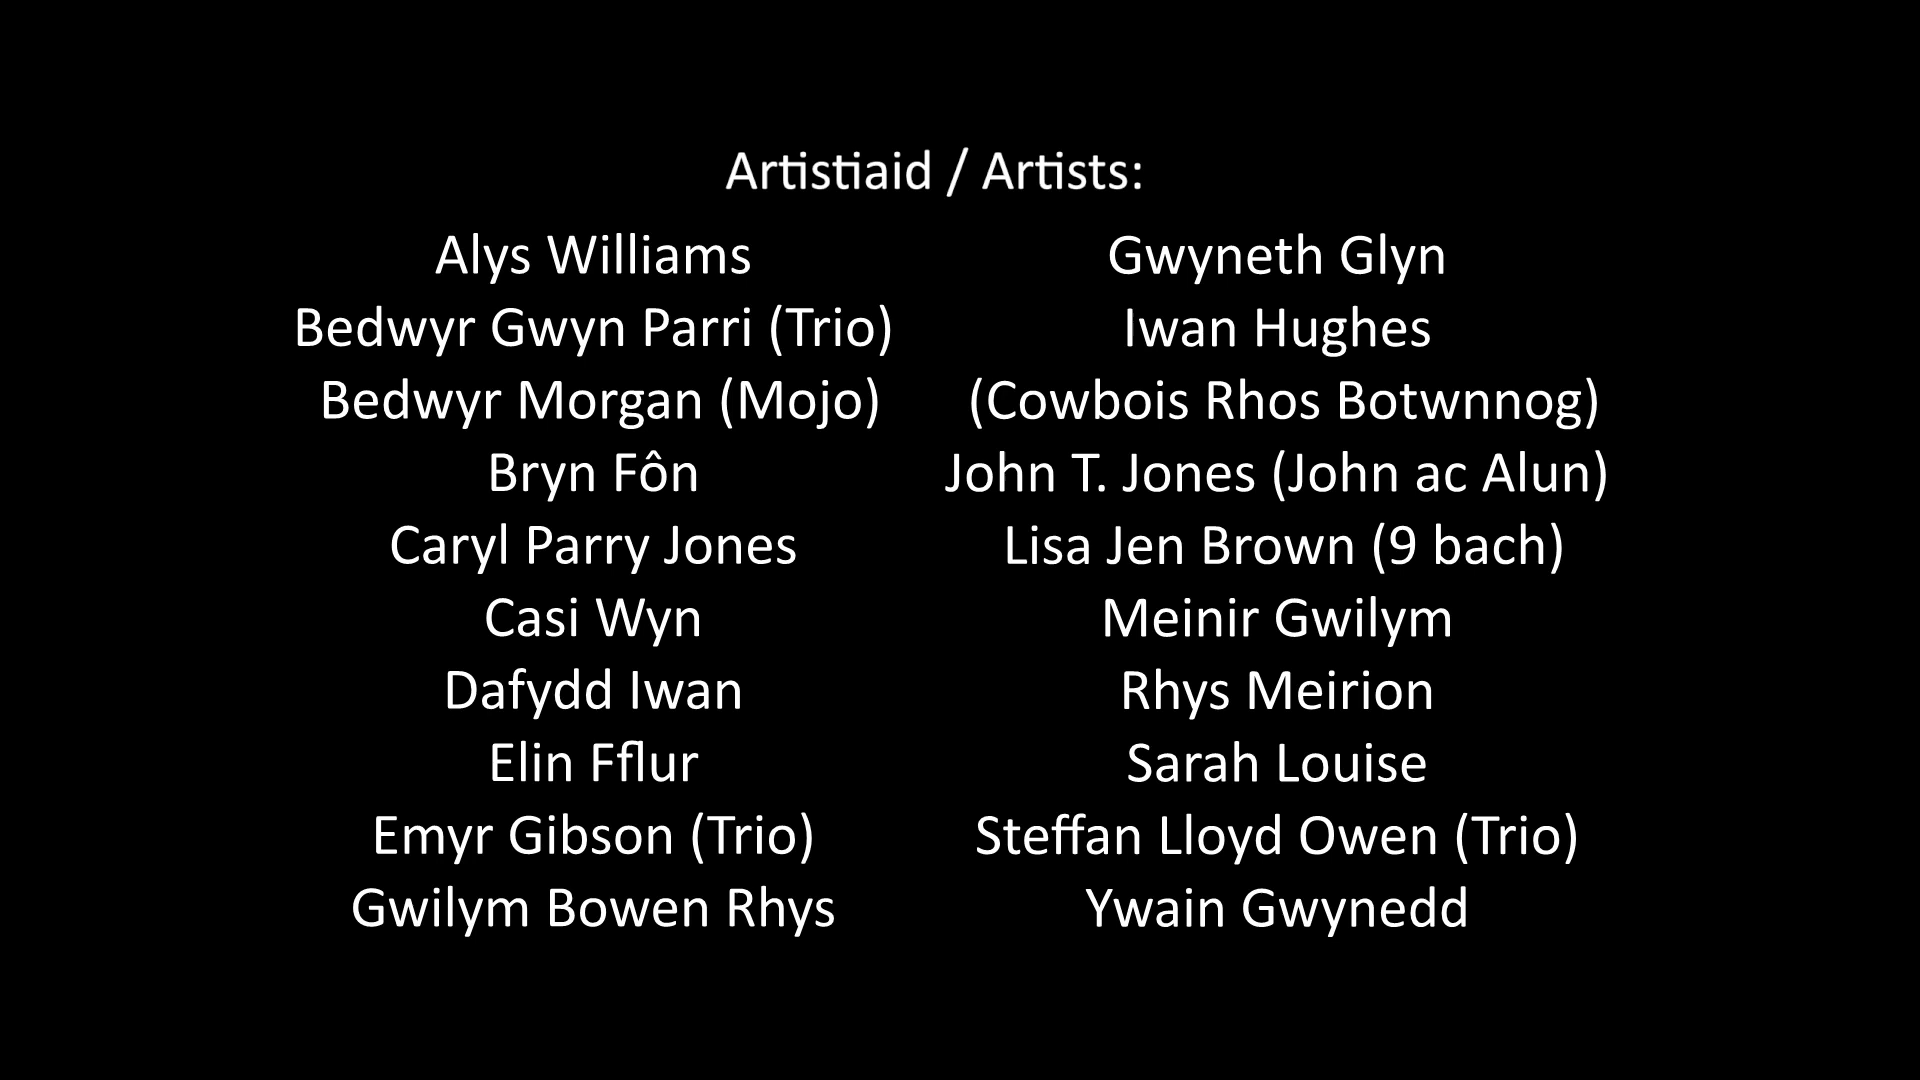 Artistiaid / Artists:
Alys Williams
Bedwyr Gwyn Parri (Trio)
Bedwyr Morgan (Mojo)
Bryn Fôn
Caryl Parry Jones
Casi Wyn
Dafydd Iwan
Elin Fflur
Emyr Gibson (Trio)
Gwilym Bowen Rhys
Gwyneth Glyn
Iwan Hughes
(Cowbois Rhos Botwnnog)
John T. Jones (John ac Alun)
Lisa Jen Brown (9 bach)
Meinir Gwilym
Rhys Meirion
Sarah Louise
Steffan Lloyd Owen (Trio)
Ywain Gwynedd